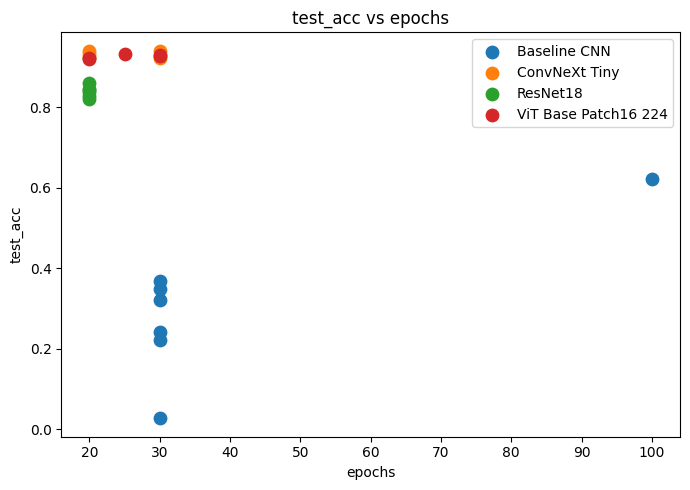 test_acc vs epochs
Baseline CNN
ConvNeXt Tiny
ResNet18
ViT Base Patch16 224
test_acc
0.8
0.6
0.4
0.2
0.0
20 30 40 50 60 70 80 90 100
epochs